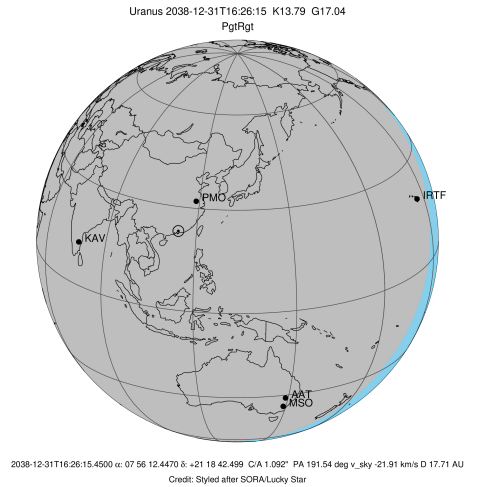 Uranus 2038-12-31T16:26:15 K13.79 G17.04
PgtRgt
PMO
IRTF
KAV
AAT
MSO
2038-12-31T16:26:15.4500 α: 07 56 12.4470 δ: +21 18 42.499 C/A 1.092" PA 191.54 deg v_sky -21.91 km/s D 17.71 AU
Credit: Styled after SORA/Lucky Star